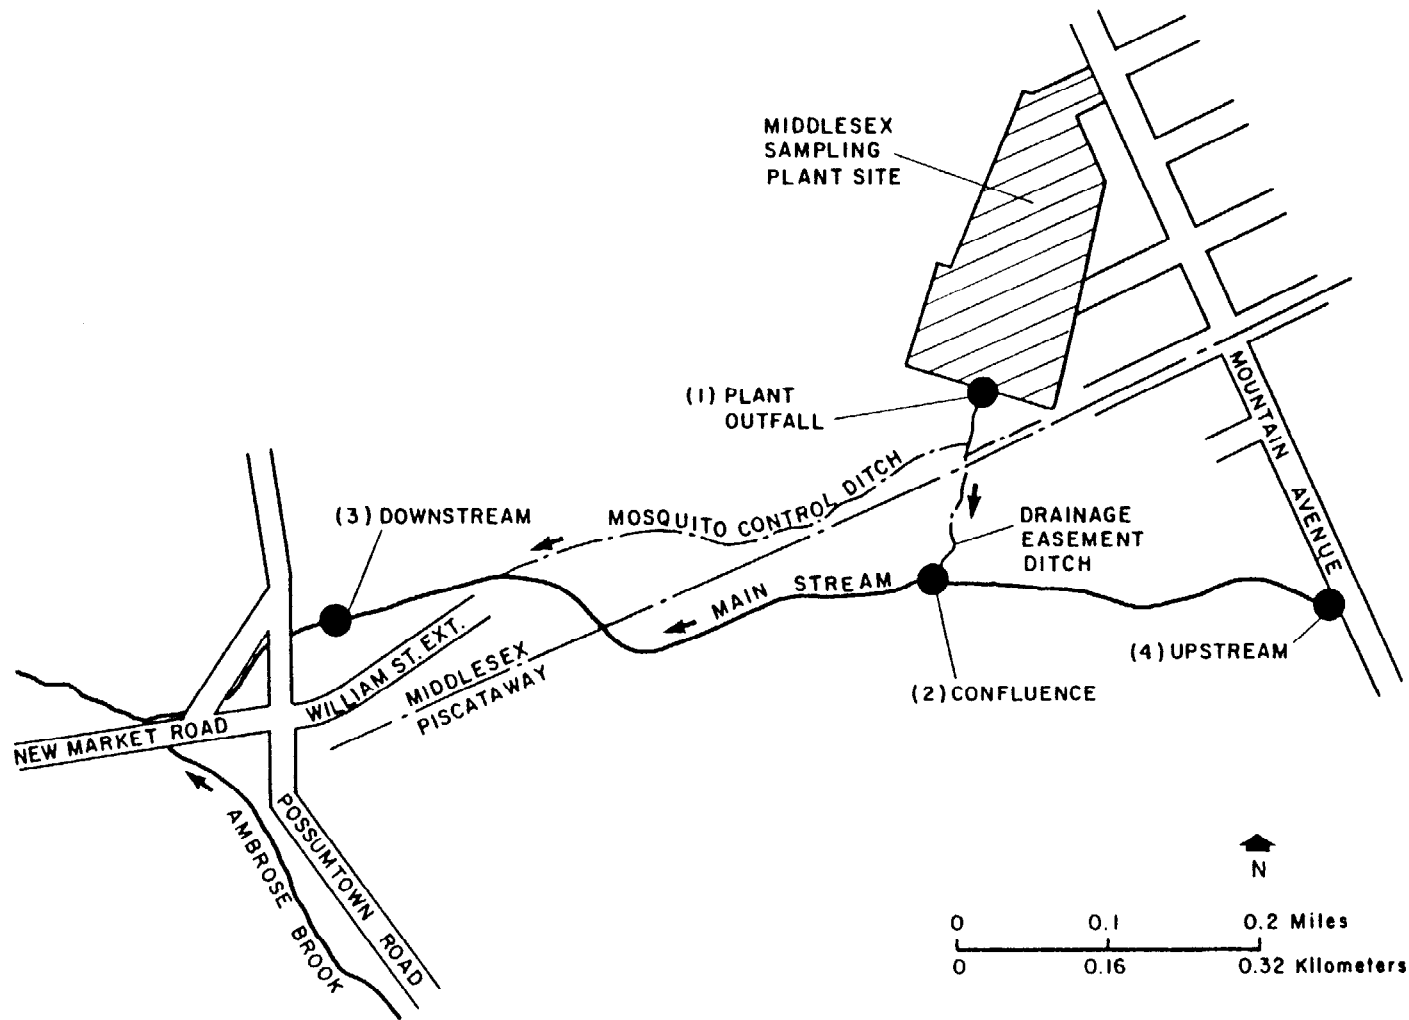 MIDDLESEX
SAMPLING
PLANT SITE
(1) PLANT
OUTFALL
MOUNTAIN AVENUE
(3) DOWNSTREAM
MOSQUITO CONTROL DITCH
DRAINAGE
EASEMENT
DITCH
MAIN STREAM
(4) UPSTREAM
(2) CONFLUENCE
WILLIAM ST. EXT.
MIDDLESEX
PISCATAWAY
NEW MARKET ROAD
POSSUMTOWN ROAD
AMBROSE BROOK
N
0 0.1 0.2 Miles
0 0.16 0.32 Kilometers